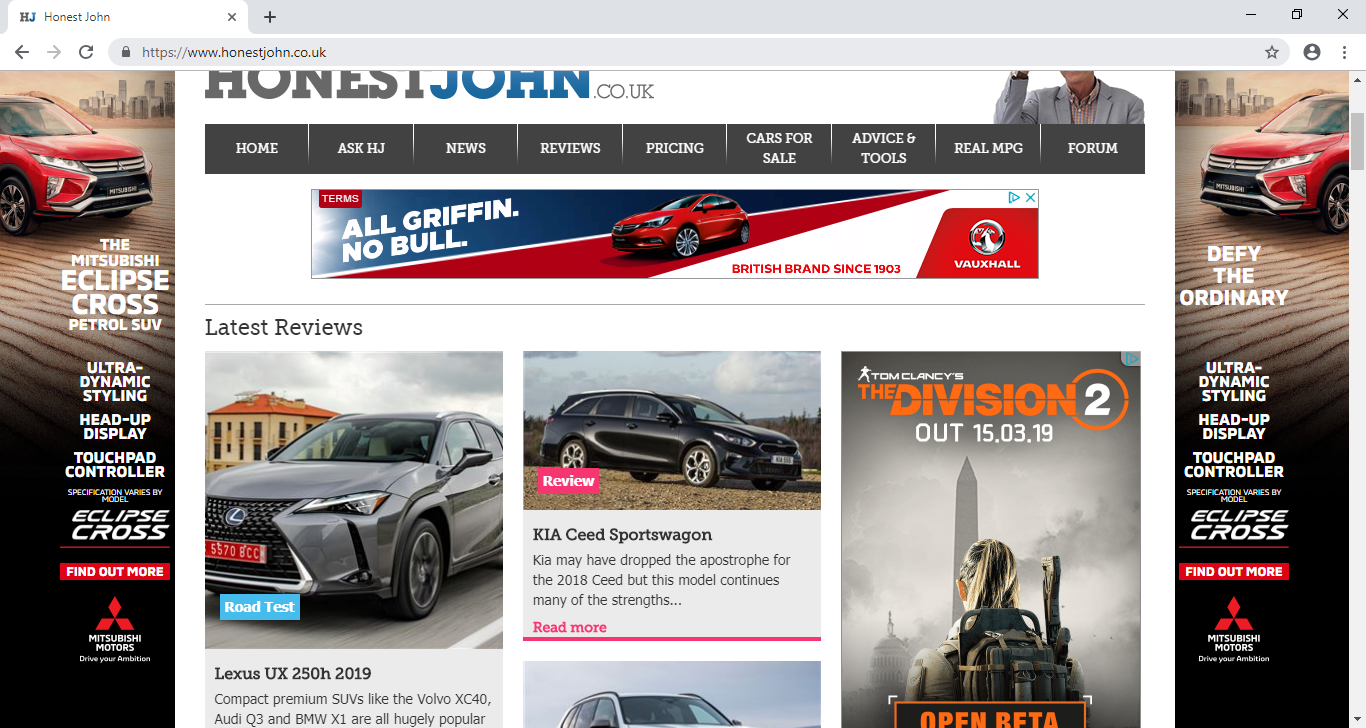 HJ Honest John
https://www.honestjohn.co.uk
HONESTJOHN.CO.UK
HOME
ASK HJ
NEWS
REVIEWS
PRICING
CARS FOR
SALE
ADVICE &
TOOLS
REAL MPG
FORUM
TERMS
ALL GRIFFIN.
NO BULL.
BRITISH BRAND SINCE 1903
VAUXHALL
MITSUBISHI
THE
MITSUBISHI
ECLIPSE
CROSS
PETROL SUV
ULTRA-
DYNAMIC
STYLING
HEAD-UP
DISPLAY
TOUCHPAD
CONTROLLER
SPECIFICATION VARIES BY
MODEL
ECLIPSE
CROSS
FIND OUT MORE
MITSUBISHI
MOTORS
Drive your Ambition
Latest Reviews
5570 BCC
Road Test
Lexus UX 250h 2019
Compact premium SUVs like the Volvo XC40,
Audi Q3 and BMW X1 are all hugely popular
Review
KIA Ceed Sportswagon
Kia may have dropped the apostrophe for
the 2018 Ceed but this model continues
many of the strengths...
Read more
TOM CLANCY'S
THE DIVISION 2
OUT 15.03.19
OPEN BETA
MITSUBISHI
DEFY
THE
ORDINARY
ULTRA-
DYNAMIC
STYLING
HEAD-UP
DISPLAY
TOUCHPAD
CONTROLLER
SPECIFICATION VARIES BY
MODEL
ECLIPSE
CROSS
FIND OUT MORE
MITSUBISHI
MOTORS
Drive your Ambition